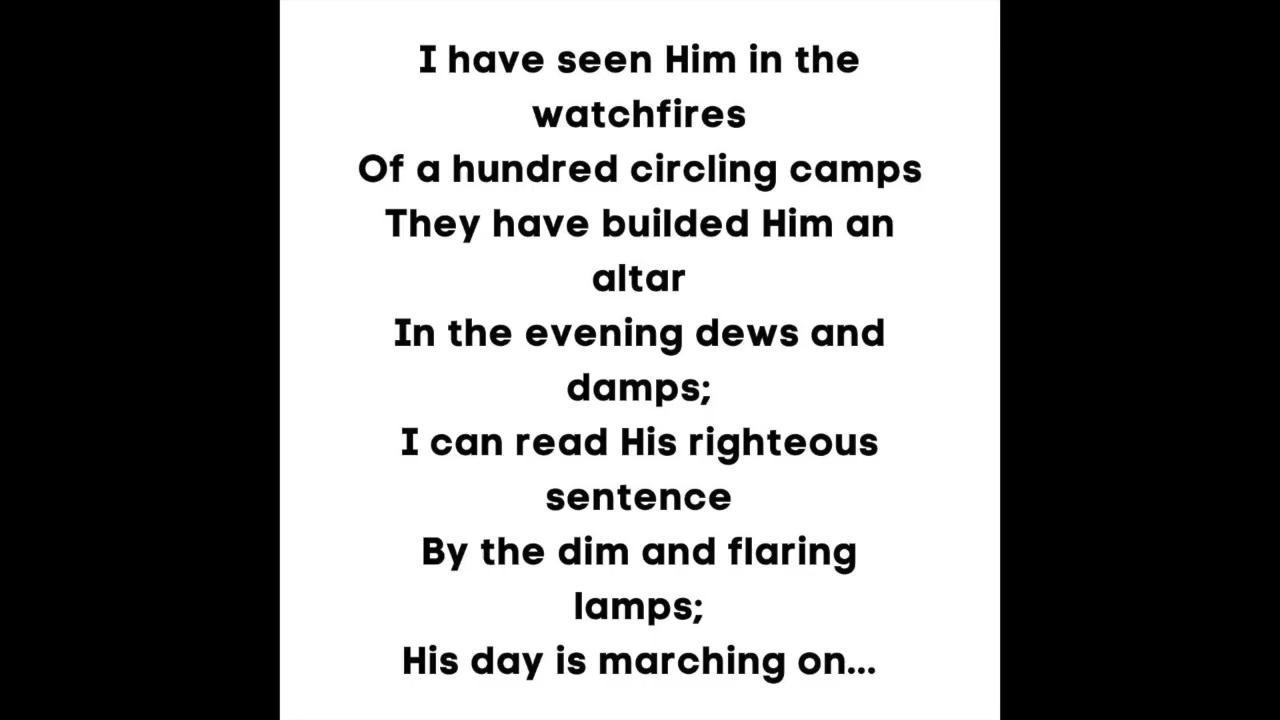 I have seen Him in the
watchfires
Of a hundred circling camps
They have builded Him an
altar
In the evening dews and
damps;
I can read His righteous
sentence
By the dim and flaring
lamps;
His day is marching on...